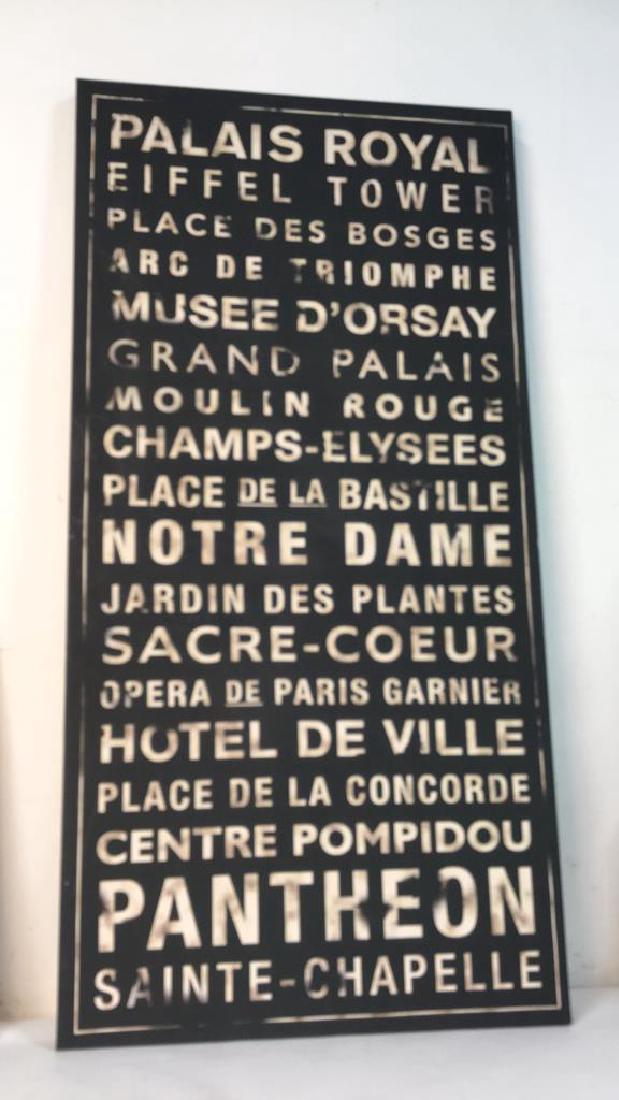 PALAIS ROYAL
EIFFEL TOWER
PLACE DES BOSGES
ARC DE TRIOMPHE
MUSEE D'ORSAY
GRAND PALAIS
MOULIN ROUGE
CHAMPS-ELYSEES
PLACE DE LA BASTILLE
NOTRE DAME
JARDIN DES PLANTES
SACRE-COEUR
OPERA DE PARIS GARNIER
HOTEL DE VILLE
PLACE DE LA CONCORDE
CENTRE POMPIDOU
PANTHEON
SAINTE-CHAPELLE